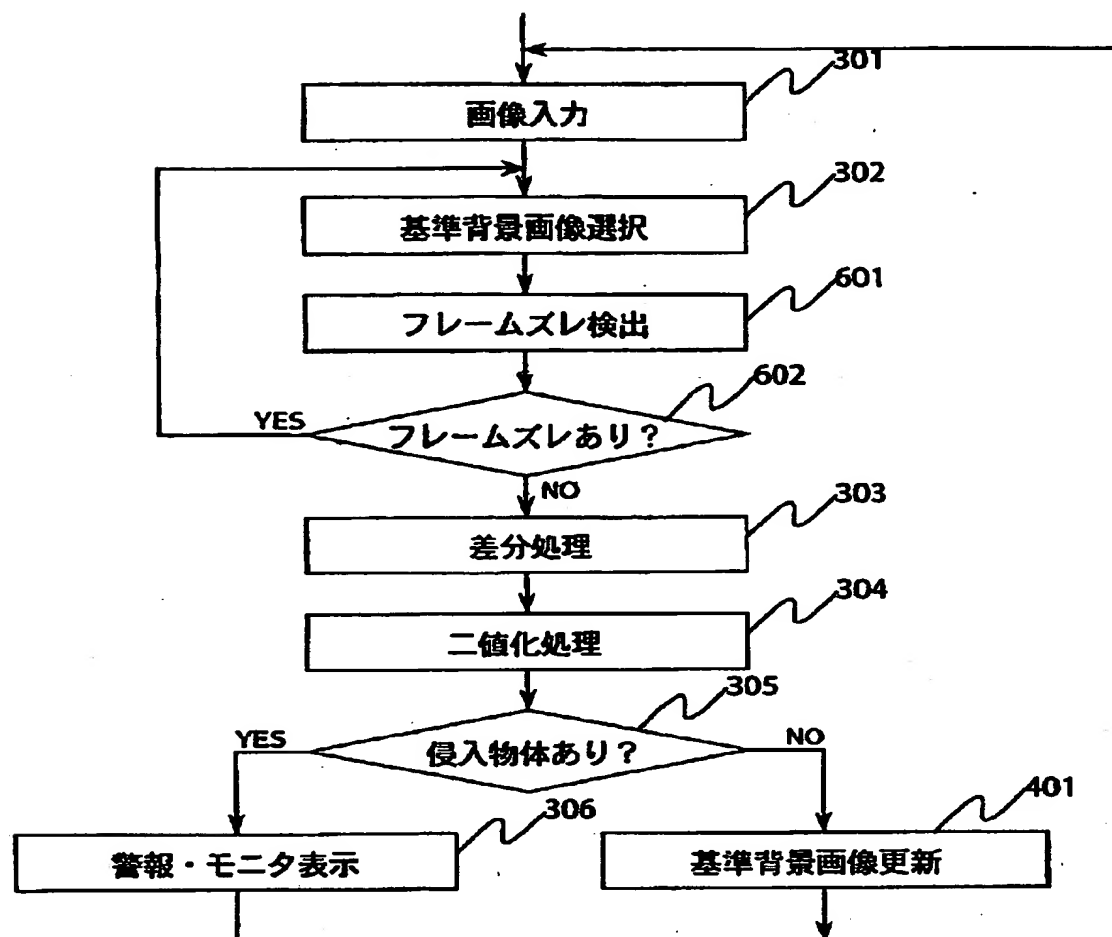 301
画像入力
302
基準背景画像選択
601
フレームズレ検出
602
YES
フレームズレあり?
NO
303
差分処理
304
二値化処理
305
YES
侵入物体あり?
NO
306
401
警報・モニタ表示
基準背景画像更新